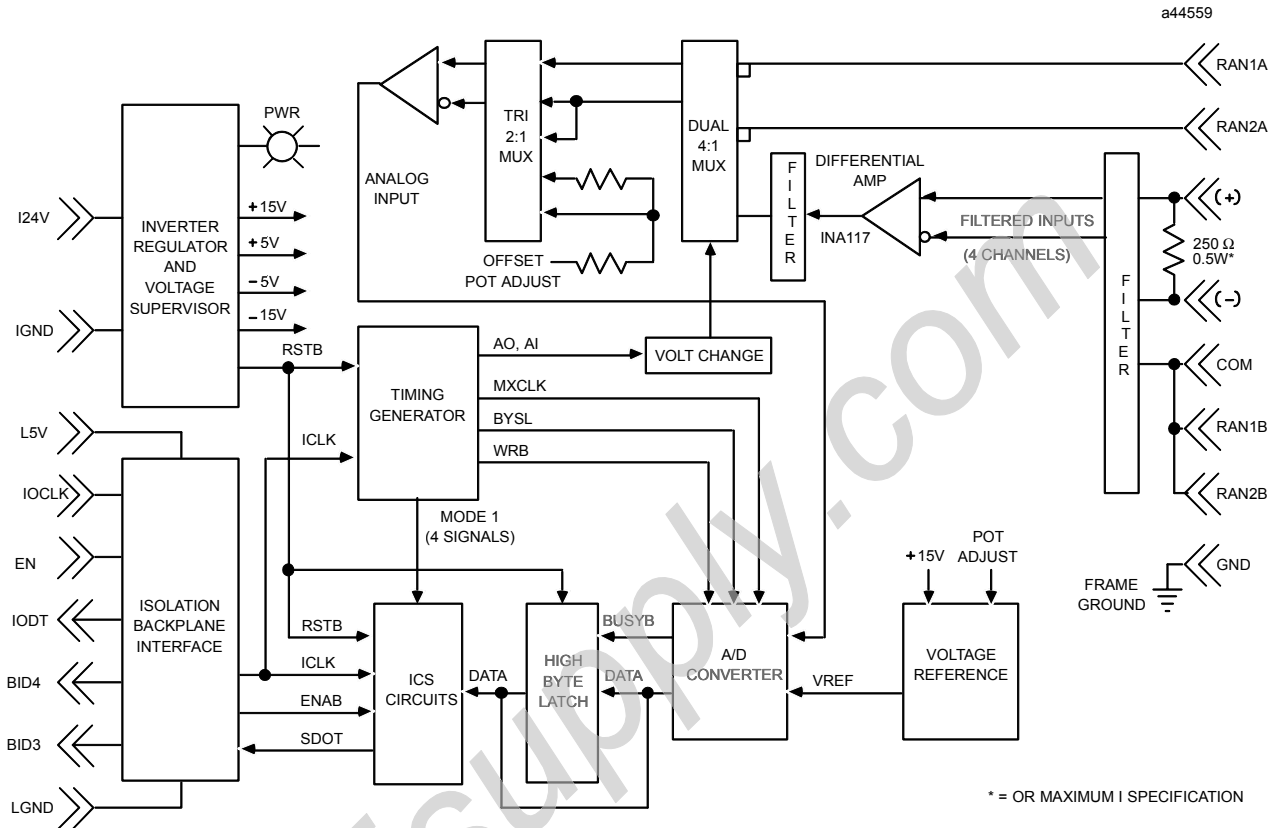 a44559
RAN1A
RAN2A
(+)
250 Ω
0.5W*
(-)
COM
RAN1B
RAN2B
GND
FRAME
GROUND
FILTER
FILTERED INPUTS
(4 CHANNELS)
DIFFERENTIAL
AMP
INA117
FILTER
DUAL
4:1
MUX
TRI
2:1
MUX
OFFSET
POT ADJUST
ANALOG
INPUT
PWR
I24V
IGND
INVERTER
REGULATOR
AND
VOLTAGE
SUPERVISOR
+15V
+5V
-5V
-15V
RSTB
TIMING
GENERATOR
AO, AI
VOLT CHANGE
MXCLK
BYSL
WRB
ICLK
MODE 1
(4 SIGNALS)
L5V
IOCLK
EN
IODT
BID4
BID3
LGND
ISOLATION
BACKPLANE
INTERFACE
RSTB
ICLK
ENAB
SDOT
ICS
CIRCUITS
DATA
HIGH
BYTE
LATCH
BUSYB
DATA
A/D
CONVERTER
VREF
+15V
POT
ADJUST
VOLTAGE
REFERENCE
* = OR MAXIMUM I SPECIFICATION
supply.com